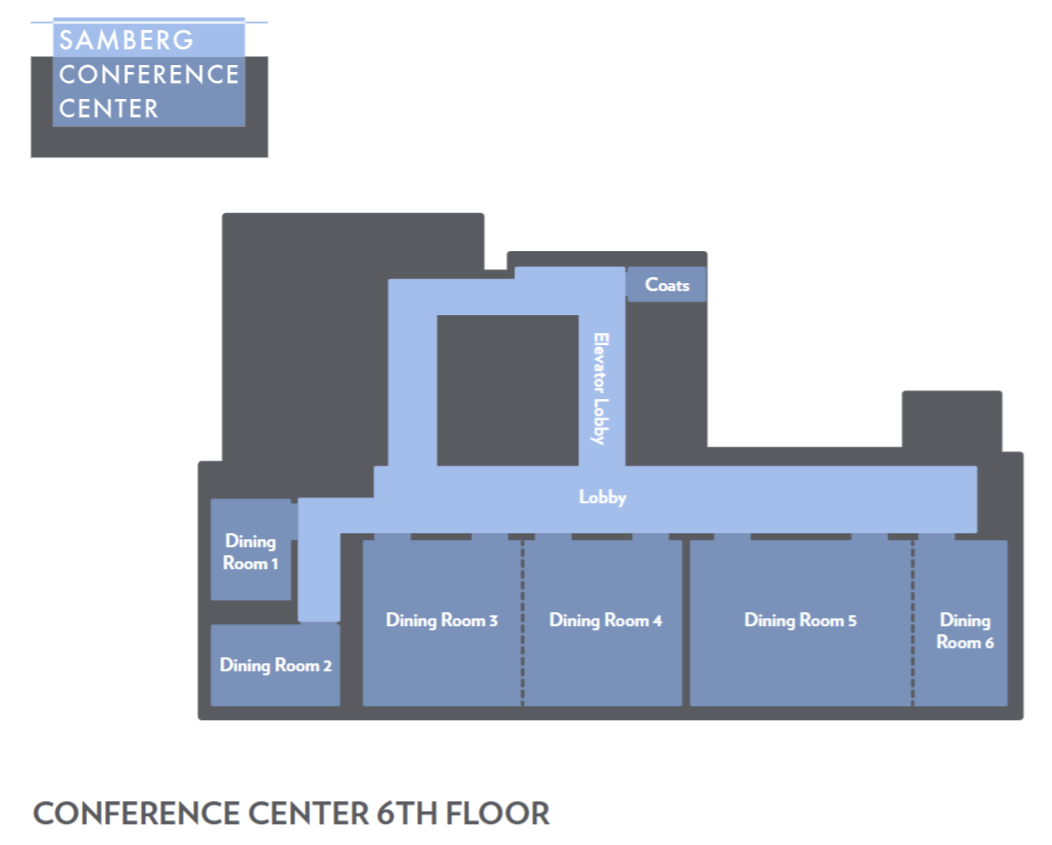 SAMBERG
CONFERENCE
CENTER
Coats
Elevator Lobby
Lobby
Dining
Room 1
Dining Room 2
Dining Room 3
Dining Room 4
Dining Room 5
Dining
Room 6
CONFERENCE CENTER 6TH FLOOR